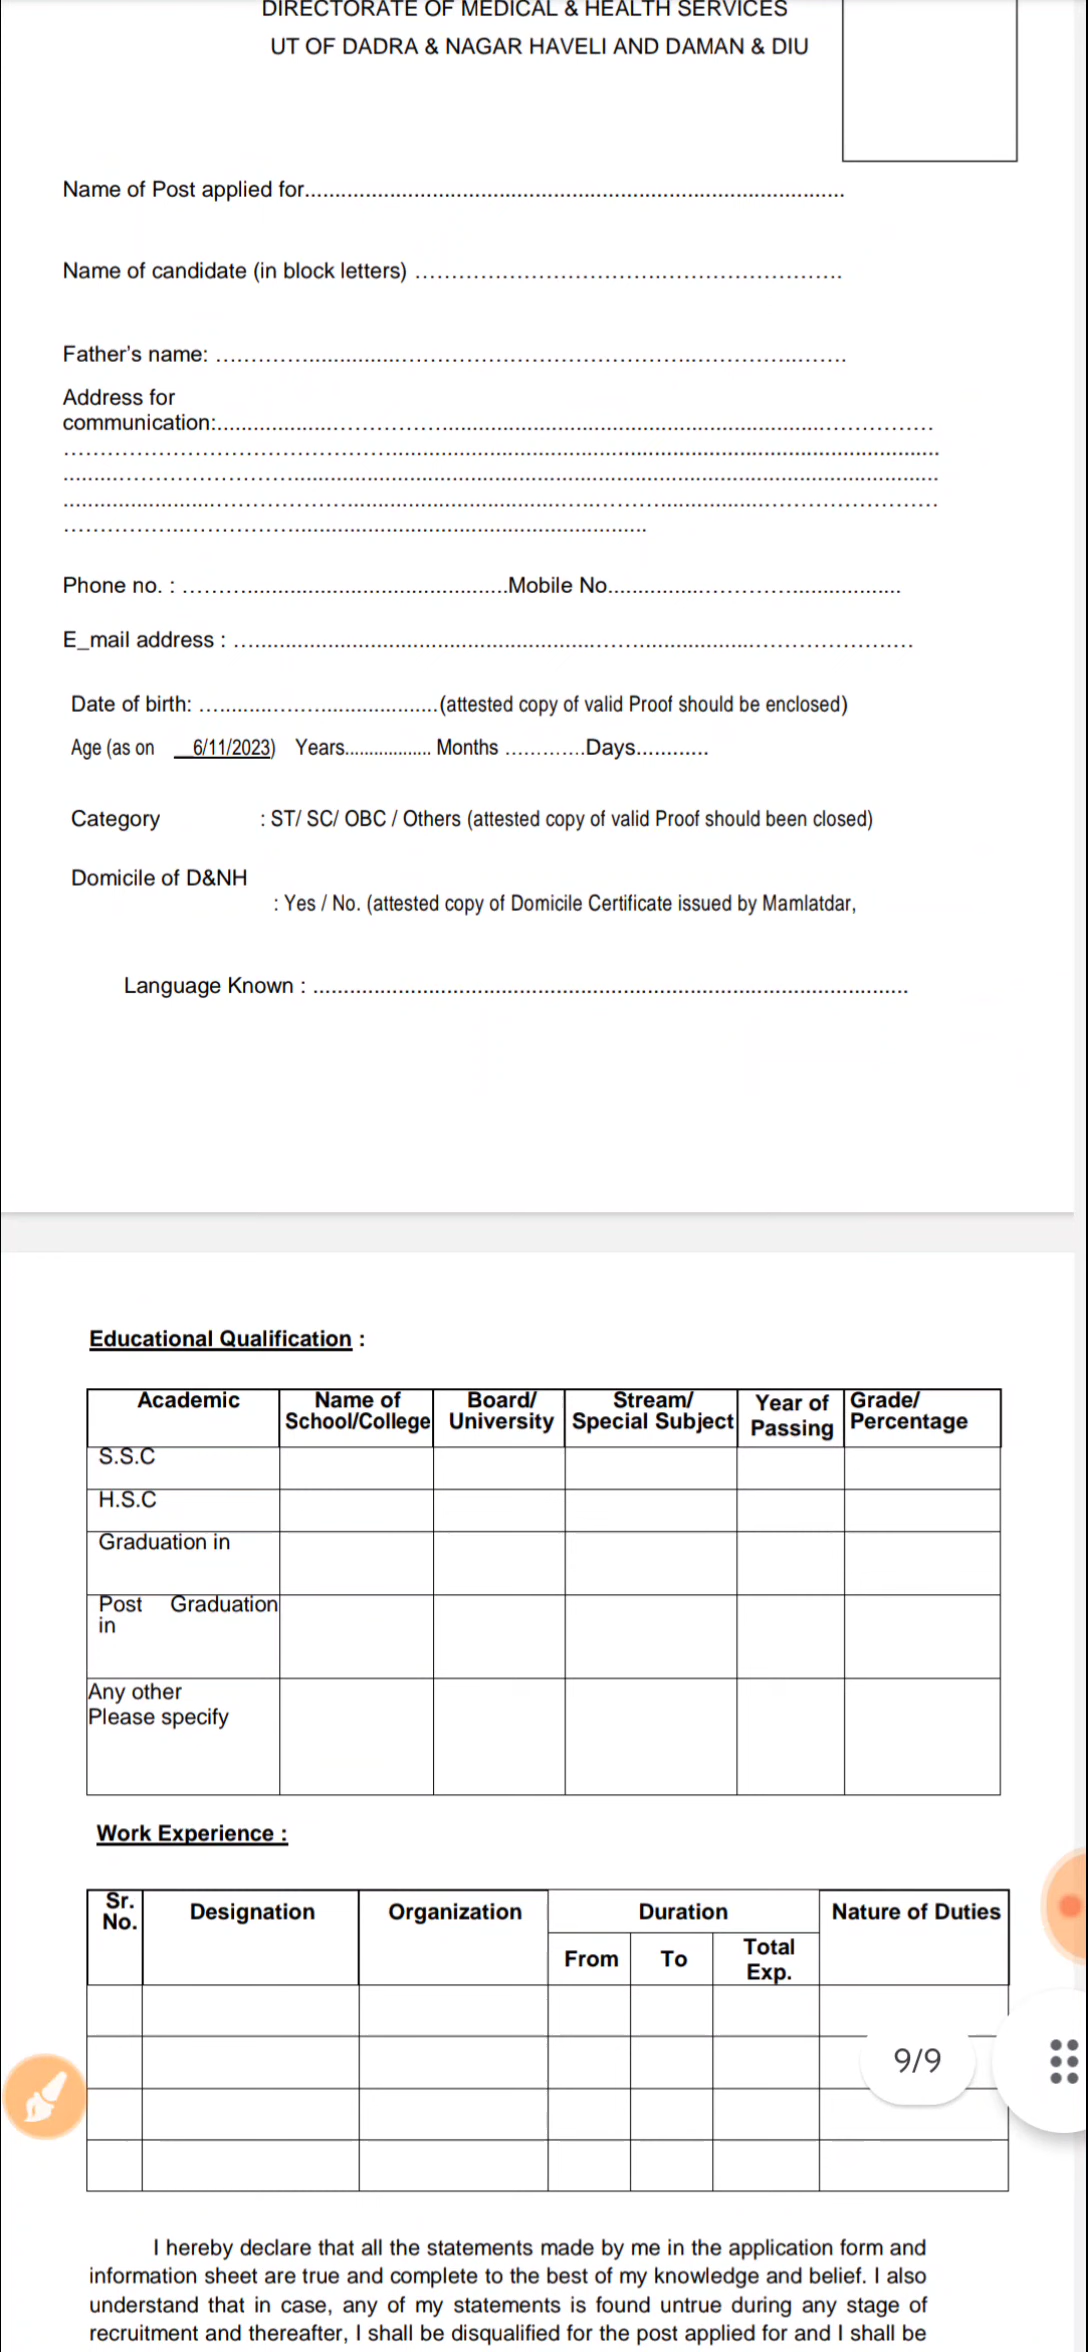 DIRECTORATE OF MEDICAL & HEALTH SERVICES
UT OF DADRA & NAGAR HAVELI AND DAMAN & DIU
Name of Post applied for..........................................................................................
Name of candidate (in block letters) ……………………………………………………
Father's name: ……………………………………………………………………………
Address for
communication:......................................................................................................
……………………………………………………………………………………………………
……………………………………………………………………………………………………
……………………………………………………………………………………………………
……………………………………………………………………
Phone no. : ……………………………………………Mobile No.................................................
E_mail address : ………………………………………………………………………………
Date of birth: ………………………………….(attested copy of valid Proof should be enclosed)
Age (as on __6/11/2023) Years.................. Months ………….Days............
Category : ST/ SC/ OBC / Others (attested copy of valid Proof should been closed)
Domicile of D&NH
: Yes / No. (attested copy of Domicile Certificate issued by Mamlatdar,
Language Known : ...................................................................................................
Educational Qualification :
Academic Name of School/College Board/ University Stream/ Special Subject Year of Passing Grade/ Percentage
S.S.C
H.S.C
Graduation in
Post Graduation
in
Any other
Please specify
Work Experience :
Sr. No. Designation Organization Duration Nature of Duties
From To Total Exp.
9/9
I hereby declare that all the statements made by me in the application form and
information sheet are true and complete to the best of my knowledge and belief. I also
understand that in case, any of my statements is found untrue during any stage of
recruitment and thereafter, I shall be disqualified for the post applied for and I shall be